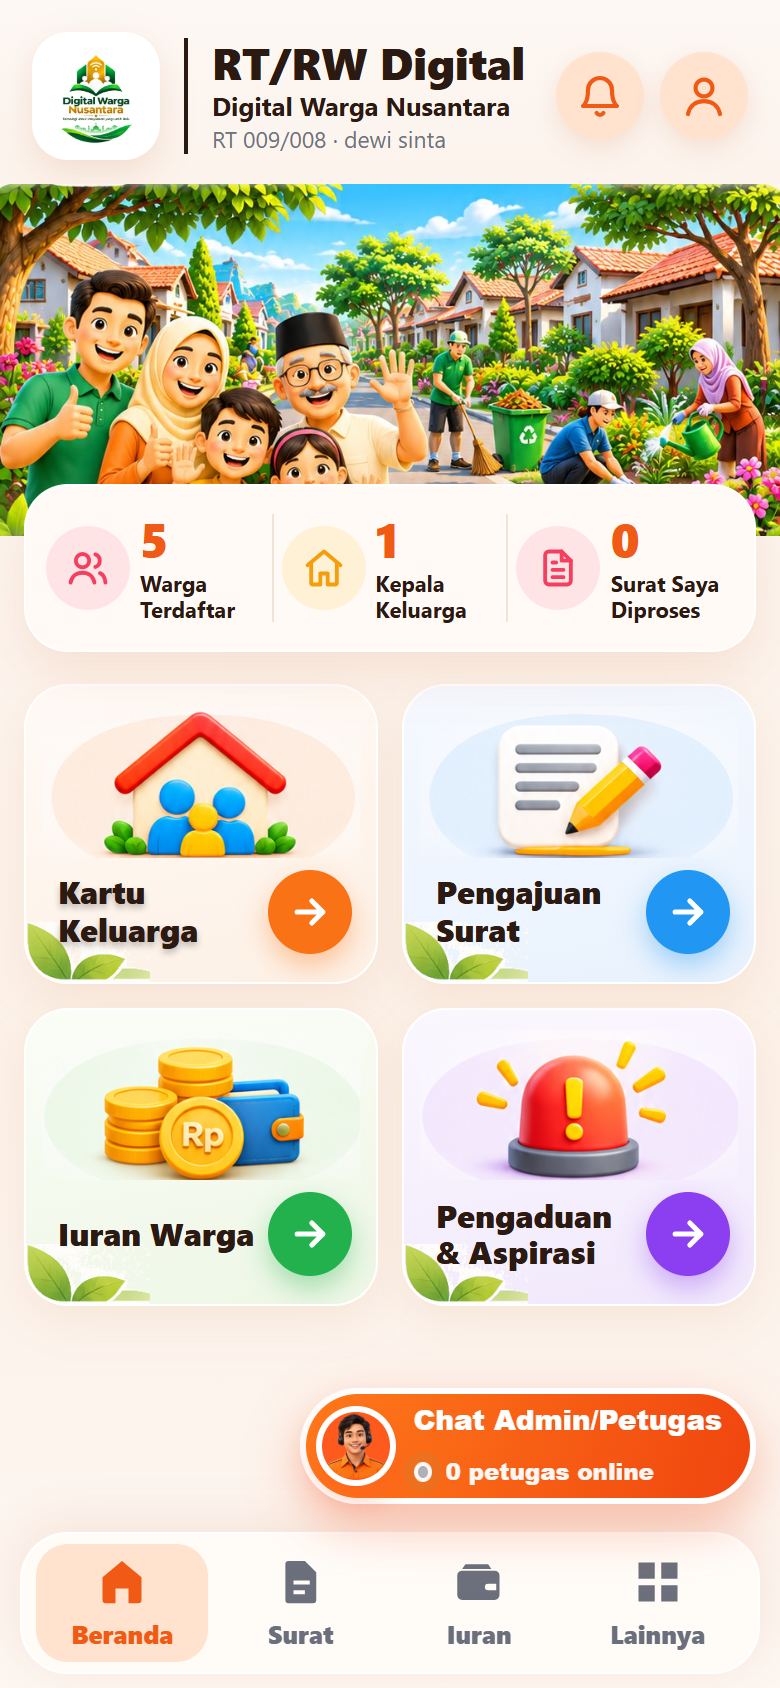 Digital Warga
Nusantara
RT/RW Digital
Digital Warga Nusantara
RT 009/008 · dewi sinta
5
Warga
Terdaftar
1
Kepala
Keluarga
0
Surat Saya
Diproses
Kartu
Keluarga
Pengajuan
Surat
Rp
Iuran Warga
Pengaduan
& Aspirasi
Chat Admin/Petugas
0 petugas online
Beranda
Surat
Iuran
Lainnya